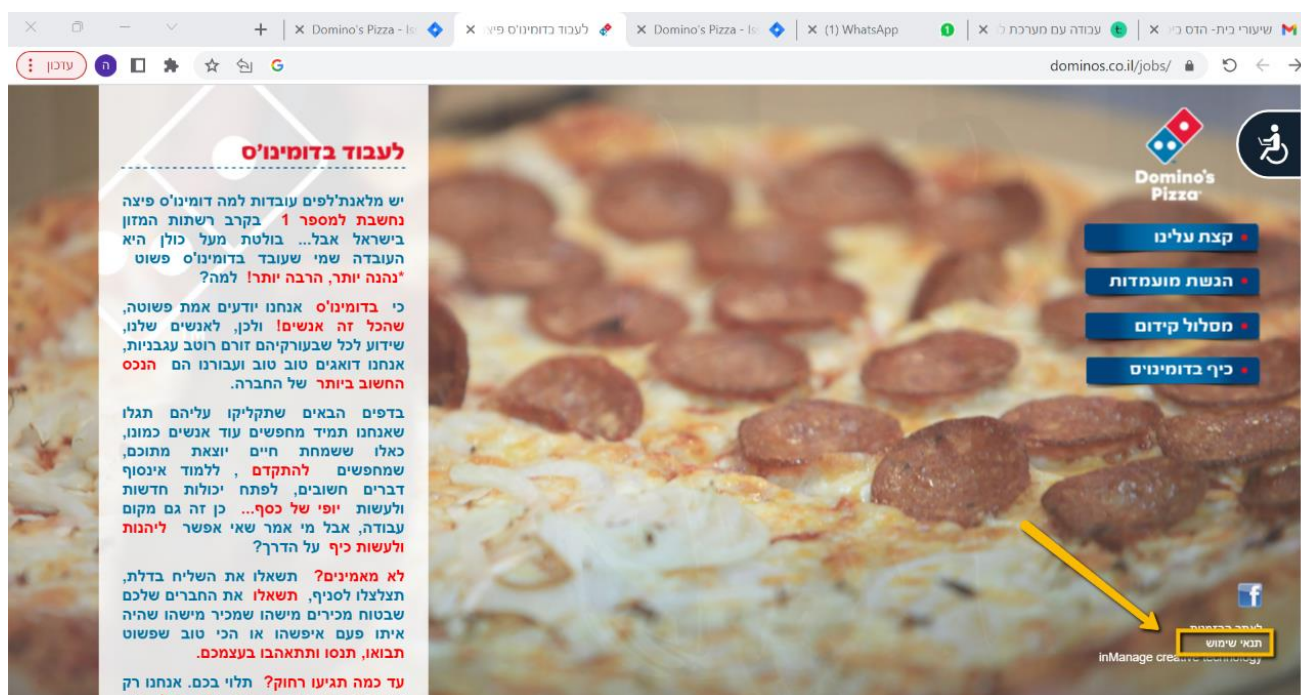 שיעורי בית- הדס כי
עבודה עם מערכת ל
(1) WhatsApp
Domino's Pizza - Is
לעבוד בדומינו'ס פיצ
Domino's Pizza - Is
dominos.co.il/jobs/
עדכון
ה
Domino's
Pizza
קצת עלינו
הגשת מועמדות
מסלול קידום
כיף בדומינו'ס
לאתר ההזמנות
תנאי שימוש
inManage creative technology
לעבוד בדומינו'ס
יש מלאנת'לפים עובדות למה דומינו'ס פיצה
נחשבת למספר 1 בקרב רשתות המזון
בישראל אבל... בולטת מעל כולן היא
העובדה שמי שעובד בדומינו'ס פשוט
*נהנה יותר, הרבה יותר! למה?
כי בדומינו'ס אנחנו יודעים אמת פשוטה,
שהכל זה אנשים! ולכן, לאנשים שלנו,
שידוע לכל שבעורקיהם זורם רוטב עגבניות,
אנחנו דואגים טוב טוב ועבורנו הם הנכס
החשוב ביותר של החברה.
בדפים הבאים שתקליקו עליהם תגלו
שאנחנו תמיד מחפשים עוד אנשים כמונו,
כאלו ששמחת חיים יוצאת מתוכם,
שמחפשים להתקדם , ללמוד אינסוף
דברים חשובים, לפתח יכולות חדשות
ולעשות יופי של כסף... כן זה גם מקום
עבודה, אבל מי אמר שאי אפשר ליהנות
ולעשות כיף על הדרך?
לא מאמינים? תשאלו את השליח בדלת,
תצלצלו לסניף, תשאלו את החברים שלכם
שבטוח מכירים מישהו שמכיר מישהו שהיה
איתו פעם איפשהו או הכי טוב שפשוט
תבואו, תנסו ותתאהבו בעצמכם.
עד כמה תגיעו רחוק? תלוי בכם. אנחנו רק